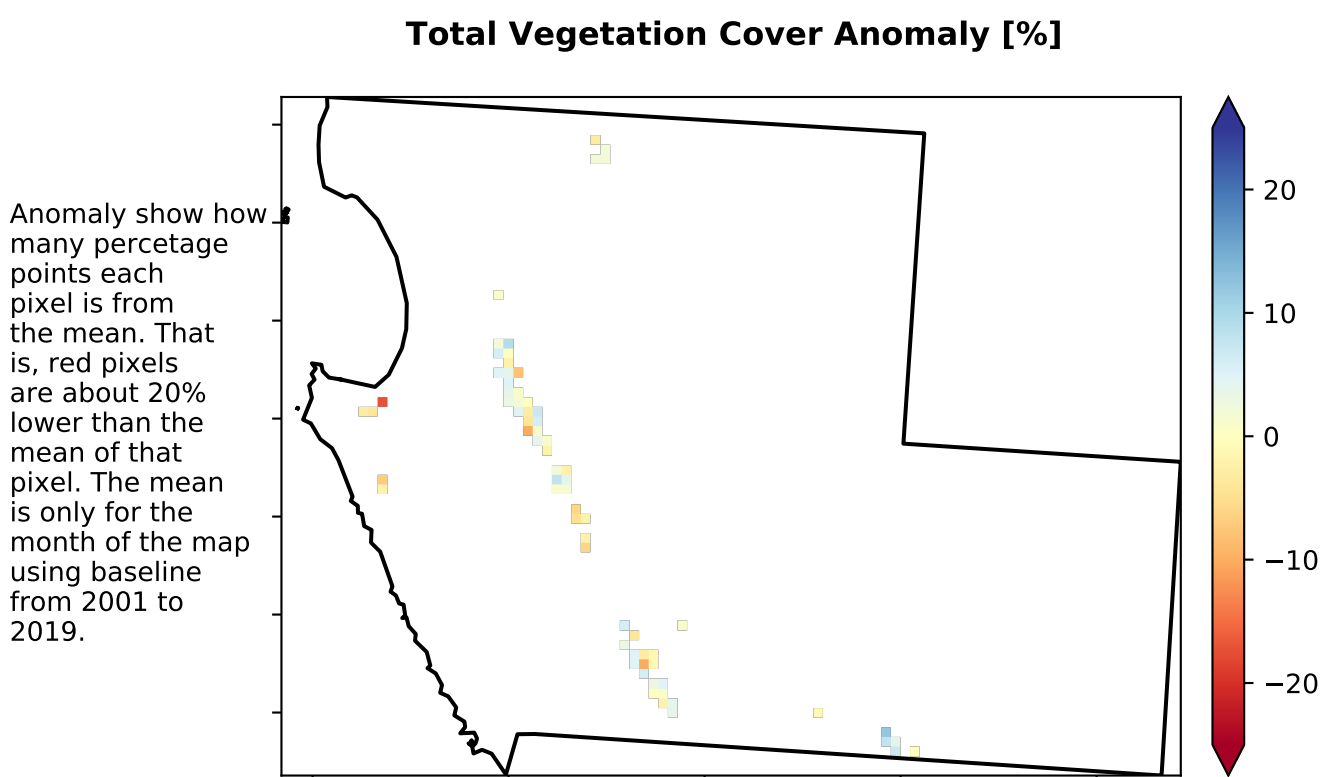 Total Vegetation Cover Anomaly [%]
Anomaly show how
many percetage
points each
pixel is from
the mean. That
is, red pixels
are about 20%
lower than the
mean of that
pixel. The mean
is only for the
month of the map
using baseline
from 2001 to
2019.
20
10
0
−10
−20